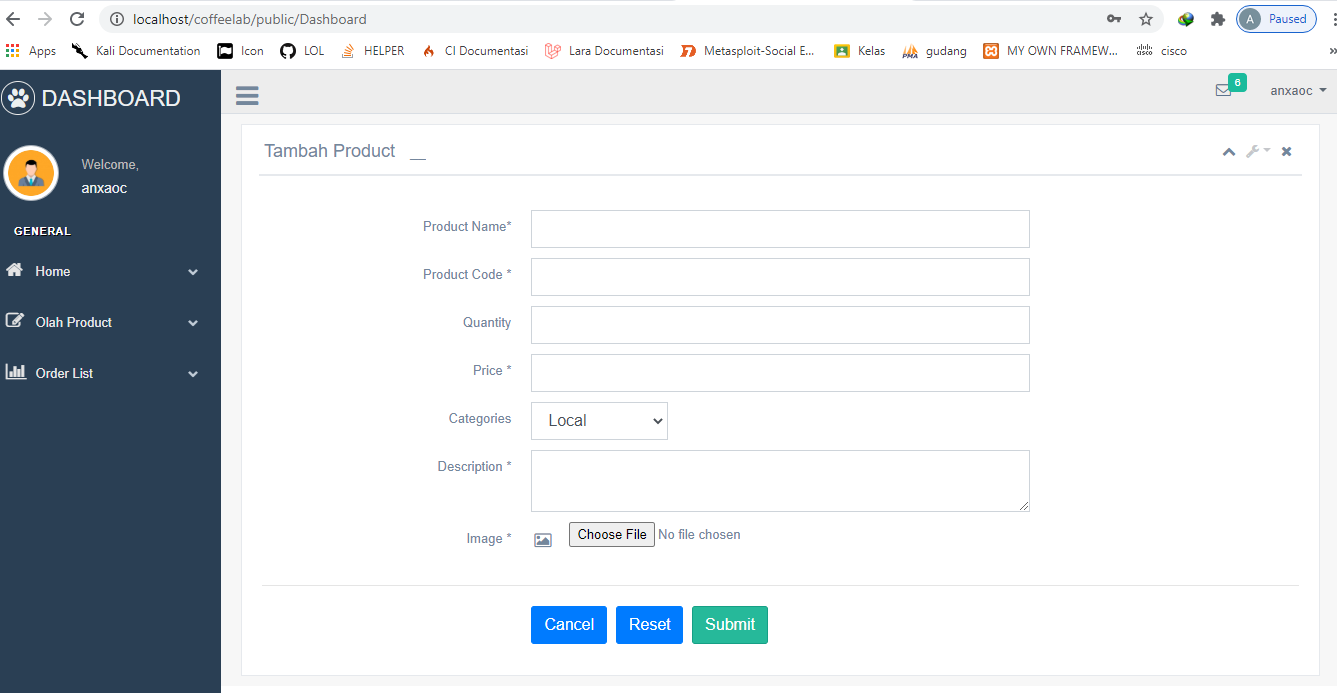 localhost/coffeelab/public/Dashboard
A Paused
Apps Kali Documentation Icon LOL HELPER CI Documentasi Lara Documentasi Metasploit-Social E... Kelas PMA gudang MY OWN FRAMEW... cisco cisco »
DASHBOARD
6
anxaoc
Welcome,
anxaoc
GENERAL
Home
Olah Product
Order List
Tambah Product __
Product Name*
Product Code *
Quantity
Price *
Categories Local
Description *
Image * Choose File No file chosen
Cancel Reset Submit